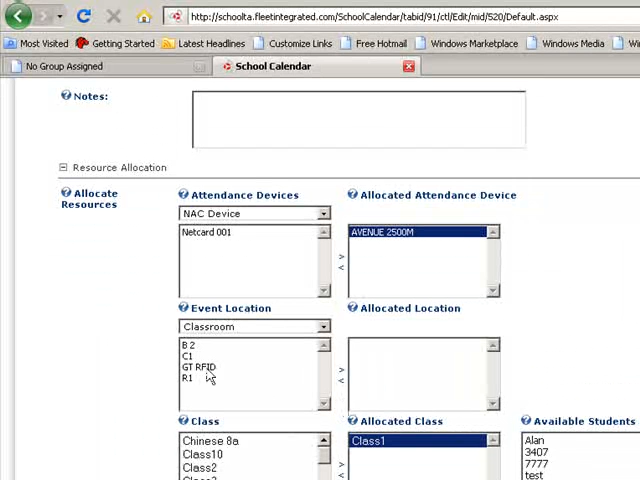 http://schoolta.fleetintegrated.com/SchoolCalendar/tabid/91/ctl/Edit/mid/520/Default.aspx
Most Visited Getting Started Latest Headlines Customize Links Free Hotmail Windows Marketplace Windows Media
No Group Assigned School Calendar
Notes:
Resource Allocation
Allocate Resources
Attendance Devices Allocated Attendance Device
NAC Device
Netcard 001 AVENUE 2500M
>
<
Event Location Allocated Location
Classroom
B 2
C1
GT RFID
R1
>
<
Class Allocated Class Available Students
Chinese 8a Class1 Alan
Class10 3407
Class2 > 7777
test